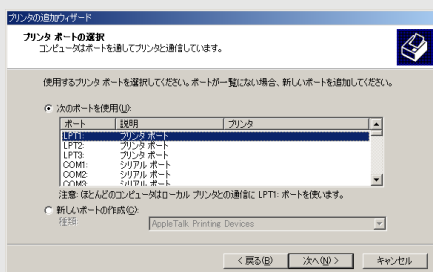 プリンタの追加ウィザード
プリンタ ポートの選択
コンピュータはポートを通してプリンタと通信しています。
使用するプリンタ ポートを選択してください。ポートが一覧にない場合、新しいポートを追加してください。
次のポートを使用(U):
ポート 説明 プリンタ
LPT1: プリンタ ポート
LPT2: プリンタ ポート
LPT3: プリンタ ポート
COM1: シリアル ポート
COM2: シリアル ポート
COM3: シリアル ポート
注意: ほとんどのコンピュータはローカル プリンタとの通信に LPT1: ポートを使います。
新しいポートの作成(C):
種類: AppleTalk Printing Devices
< 戻る(B) 次へ(N) > キャンセル